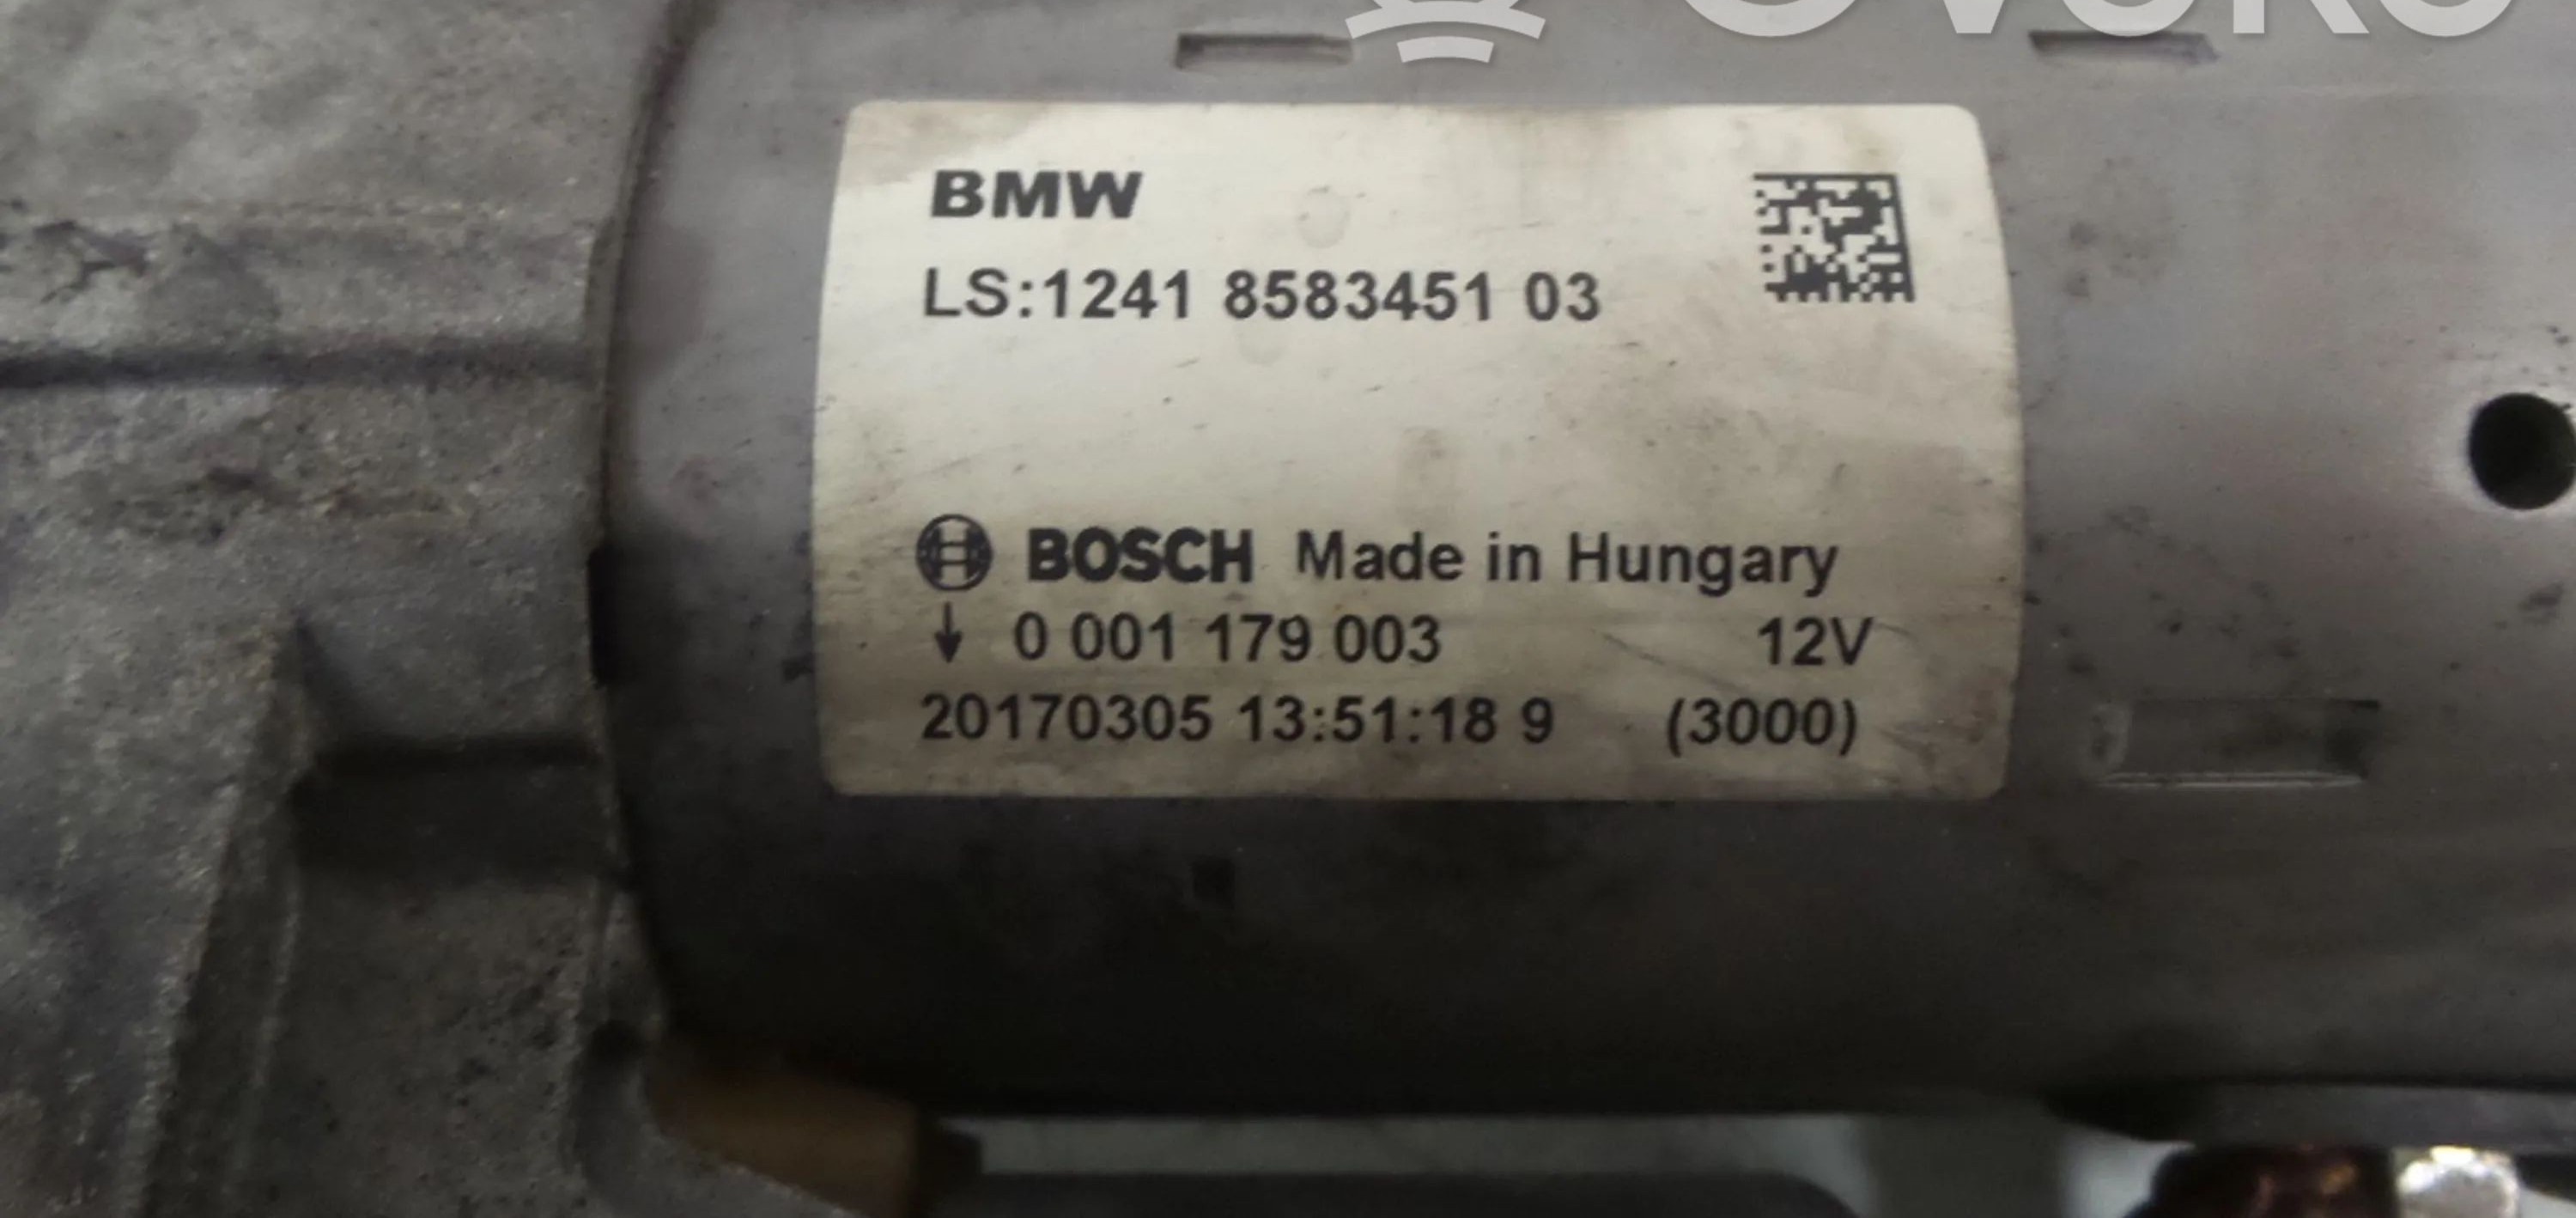 BMW
LS:1241 8583451 03
BOSCH Made in Hungary
0 001 179 003 12V
20170305 13:51:18 9 (3000)